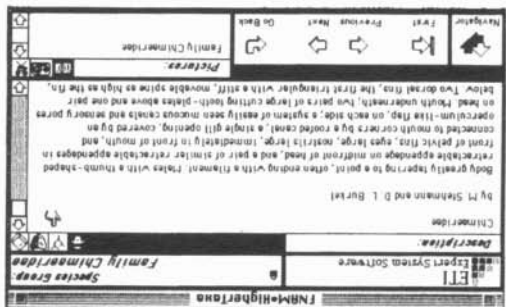 FNAM•HigherTaxa
ETI
Expert System Software
Species Group:
Family Chimaeridae
Description:
Chimaeridae
by M. Stehmann and D. L. Burkel
Body greatly tapering to a point, often ending with a filament. Males with a thumb-shaped
retractable appendage on midfront of head, and a pair of similar retractable appendages in
front of pelvic fins, eyes large, nostrils large, immediately in front of mouth, and
connected to mouth corners by a roofed canal, a single gill opening, covered by an
operculum-like flap, on each side, a system of easily seen mucous canals and sensory pores
on head. Mouth underneath, two pairs of large cutting tooth-plates above and one pair
below. Two dorsal fins, the first triangular with a stiff, movable spine as high as the fin,
Navigator
First
Previous
Next
Go Back
Pictures:
Family Chimaeridae